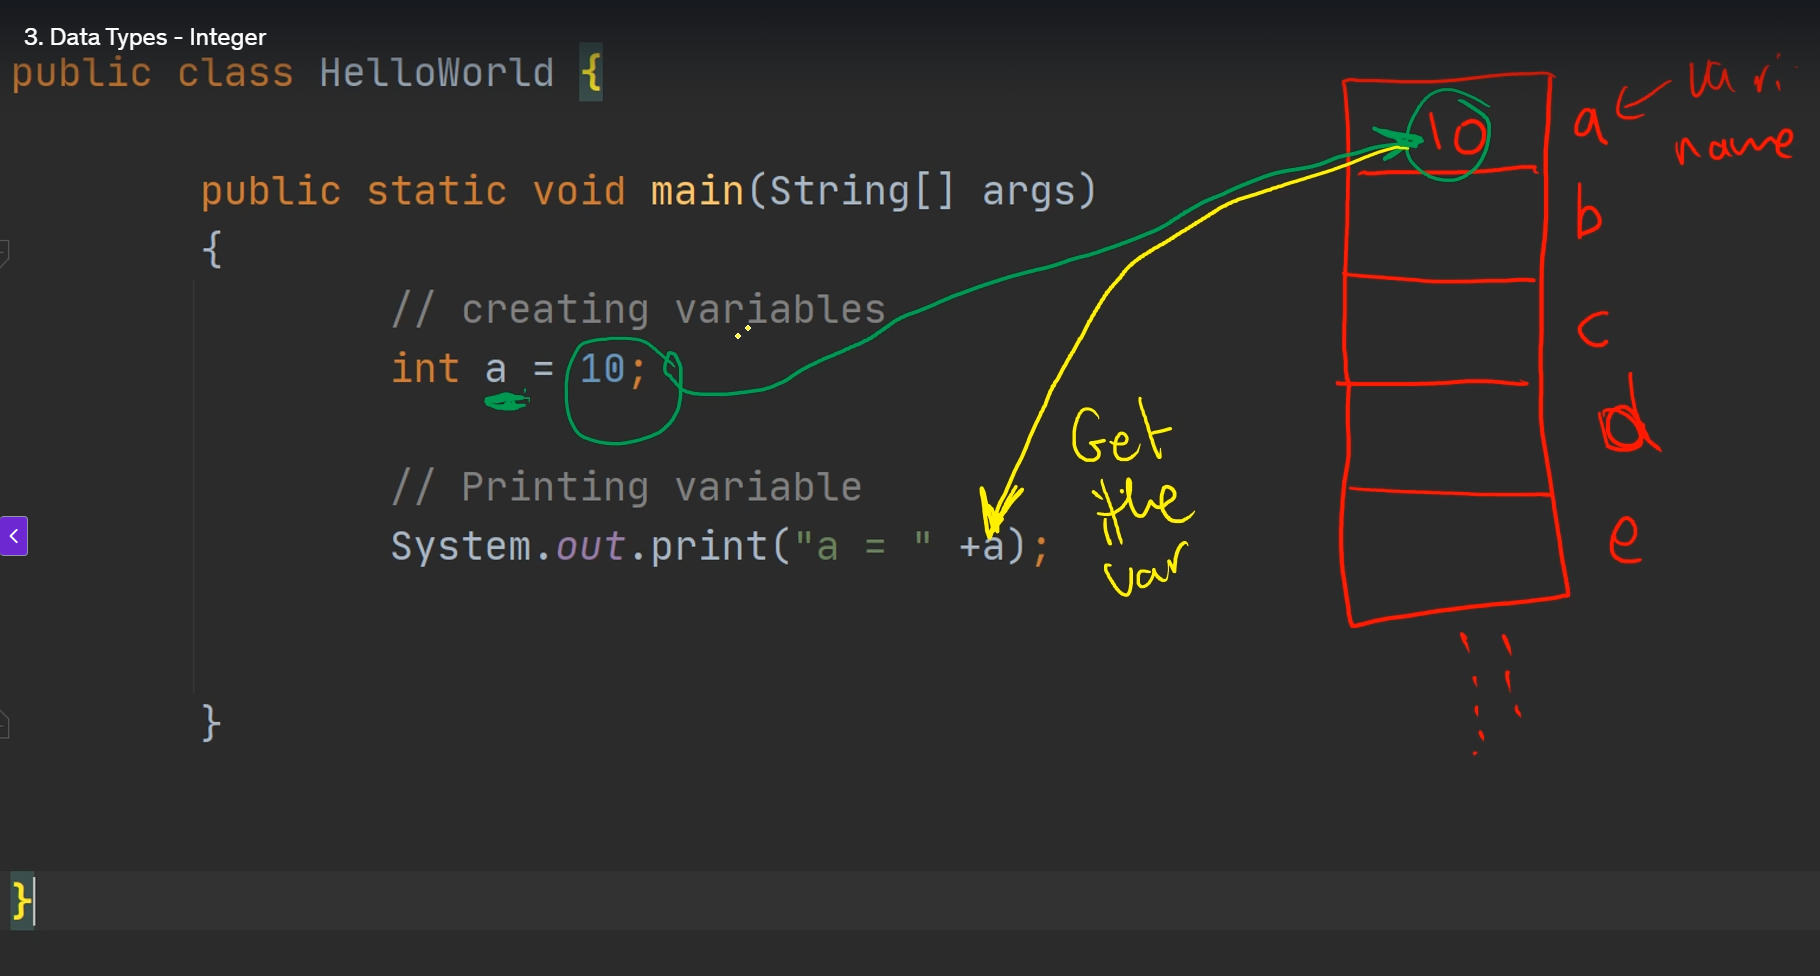 3. Data Types - Integer
public class HelloWorld {
public static void main(String[] args)
{
// creating variables
int a = 10;
// Printing variable
System.out.print("a = " +a);
}
}
Get
the
var
10
a
vari
name
b
c
d
e